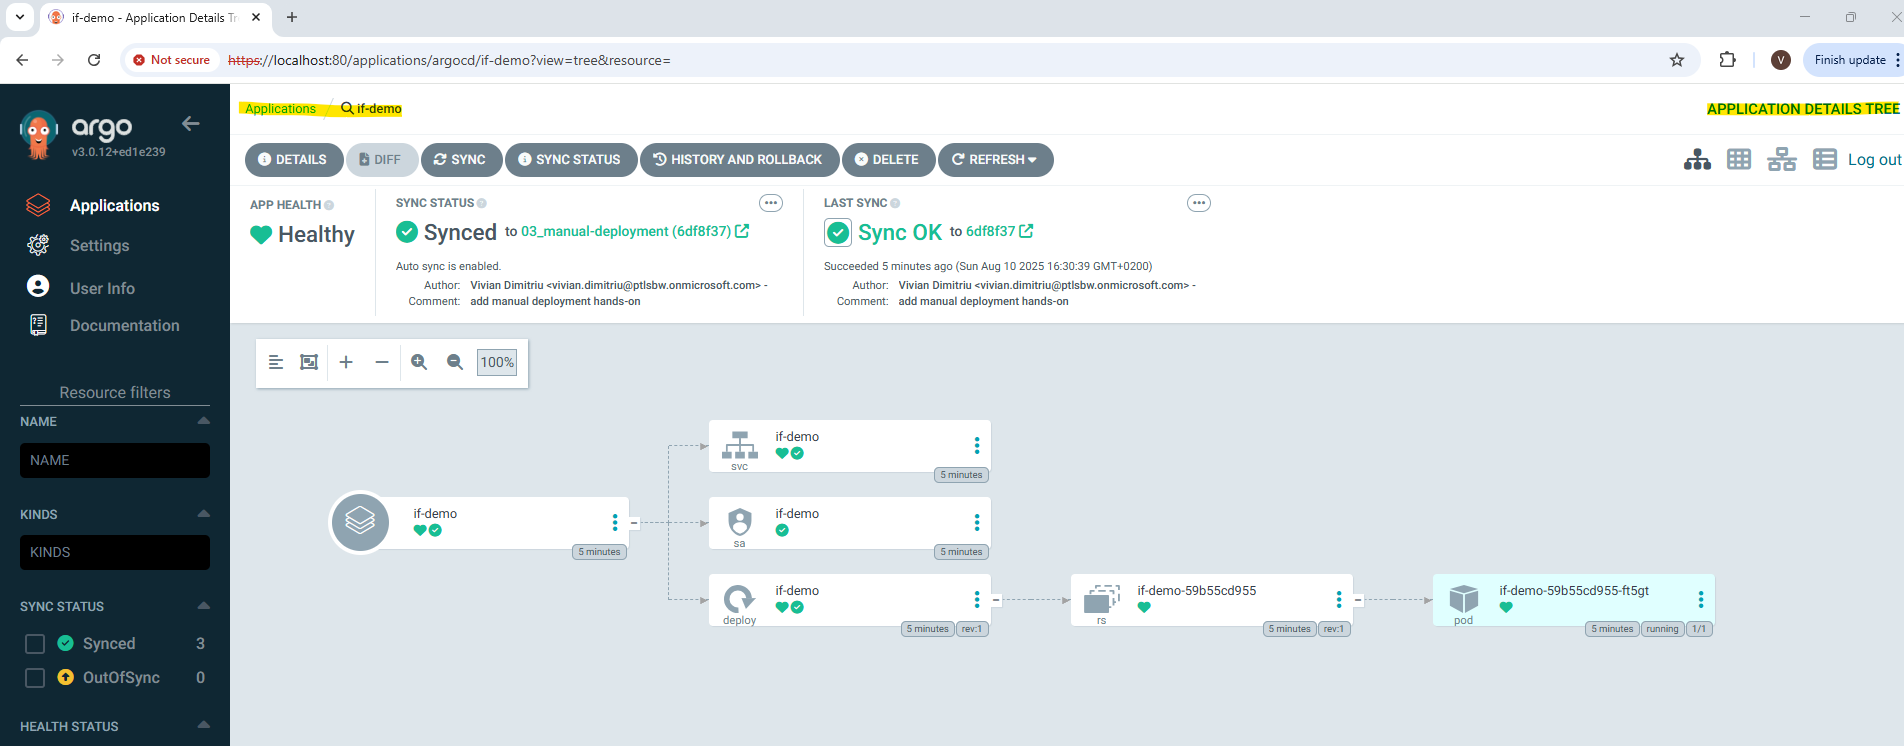 if-demo - Application Details Tr
Not secure
https://localhost:80/applications/argocd/if-demo?view=tree&resource=
V
Finish update
argo
v3.0.12+ed1e239
Applications
Settings
User Info
Documentation
Resource filters
NAME
NAME
KINDS
KINDS
SYNC STATUS
Synced 3
OutOfSync 0
HEALTH STATUS
Applications / if-demo
APPLICATION DETAILS TREE
DETAILS
DIFF
SYNC
SYNC STATUS
HISTORY AND ROLLBACK
DELETE
REFRESH
Log out
APP HEALTH
Healthy
SYNC STATUS
Synced to 03_manual-deployment (6df8f37)
Auto sync is enabled.
Author: Vivian Dimitriu <vivian.dimitriu@ptlsbw.onmicrosoft.com> -
Comment: add manual deployment hands-on
LAST SYNC
Sync OK to 6df8f37
Succeeded 5 minutes ago (Sun Aug 10 2025 16:30:39 GMT+0200)
Author: Vivian Dimitriu <vivian.dimitriu@ptlsbw.onmicrosoft.com> -
Comment: add manual deployment hands-on
100%
if-demo
5 minutes
if-demo
svc
5 minutes
if-demo
sa
5 minutes
if-demo
deploy
5 minutes rev:1
if-demo-59b55cd955
rs
5 minutes rev:1
if-demo-59b55cd955-ft5gt
pod
5 minutes running 1/1